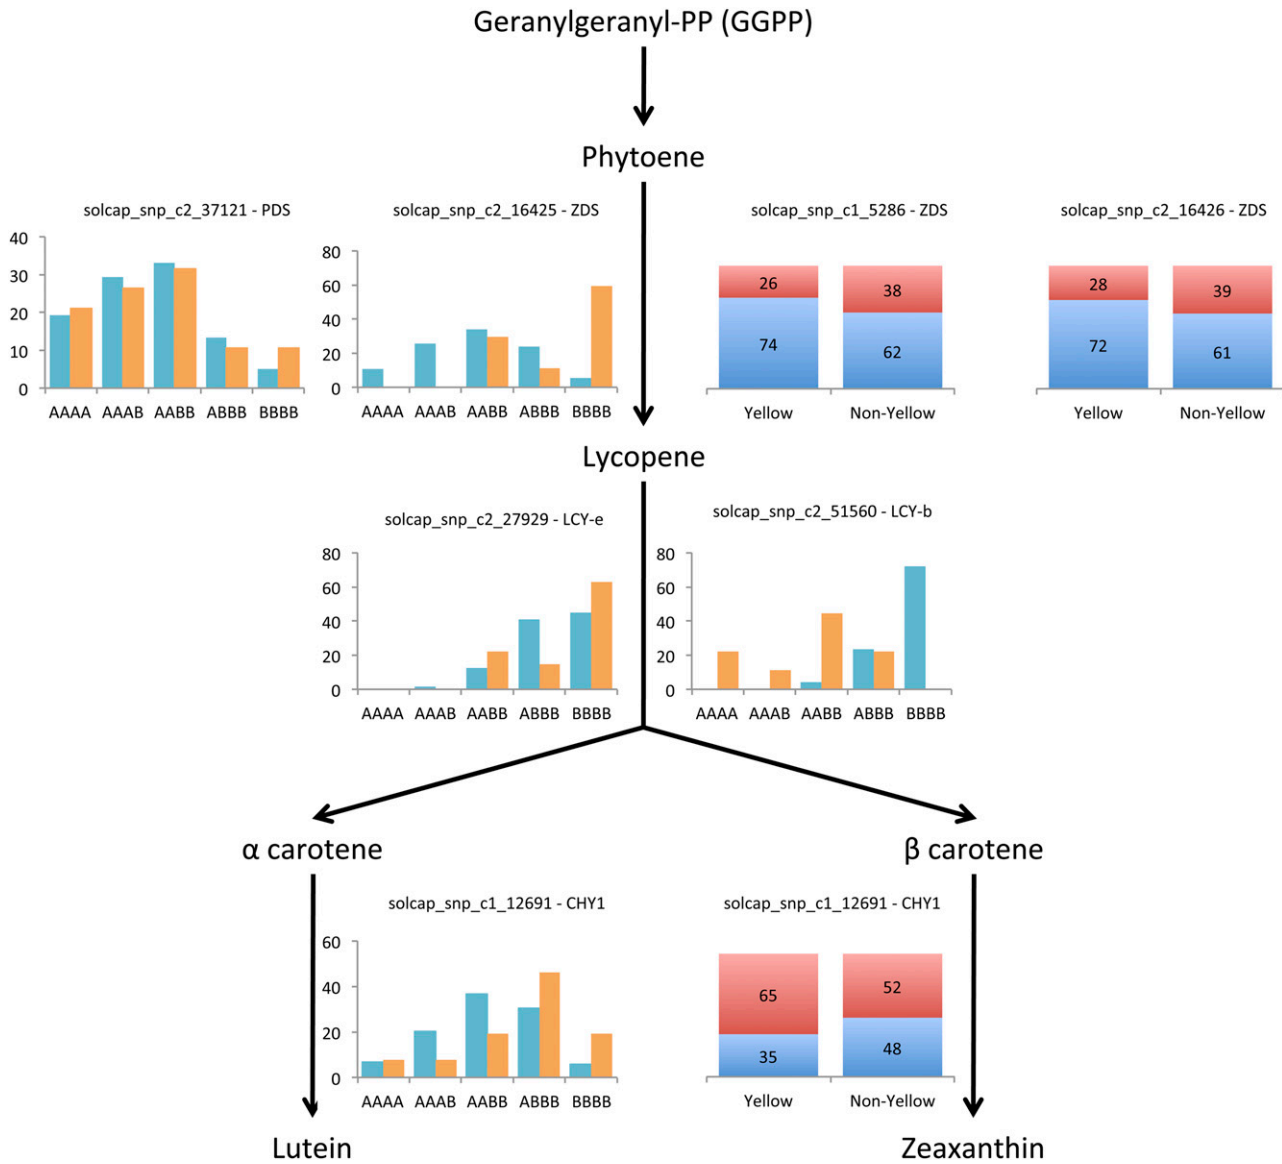 Geranylgeranyl-PP (GGPP)
Phytoene
solcap_snp_c2_37121 - PDS
40
30
20
10
0
AAAA AAAB AABB ABBB BBBB
solcap_snp_c2_16425 - ZDS
80
60
40
20
0
AAAA AAAB AABB ABBB BBBB
solcap_snp_c1_5286 - ZDS
26 38
74 62
Yellow Non-Yellow
solcap_snp_c2_16426 - ZDS
28 39
72 61
Yellow Non-Yellow
Lycopene
solcap_snp_c2_27929 - LCY-e
80
60
40
20
0
AAAA AAAB AABB ABBB BBBB
solcap_snp_c2_51560 - LCY-b
80
60
40
20
0
AAAA AAAB AABB ABBB BBBB
α carotene
β carotene
solcap_snp_c1_12691 - CHY1
60
40
20
0
AAAA AAAB AABB ABBB BBBB
solcap_snp_c1_12691 - CHY1
65 52
35 48
Yellow Non-Yellow
Lutein
Zeaxanthin